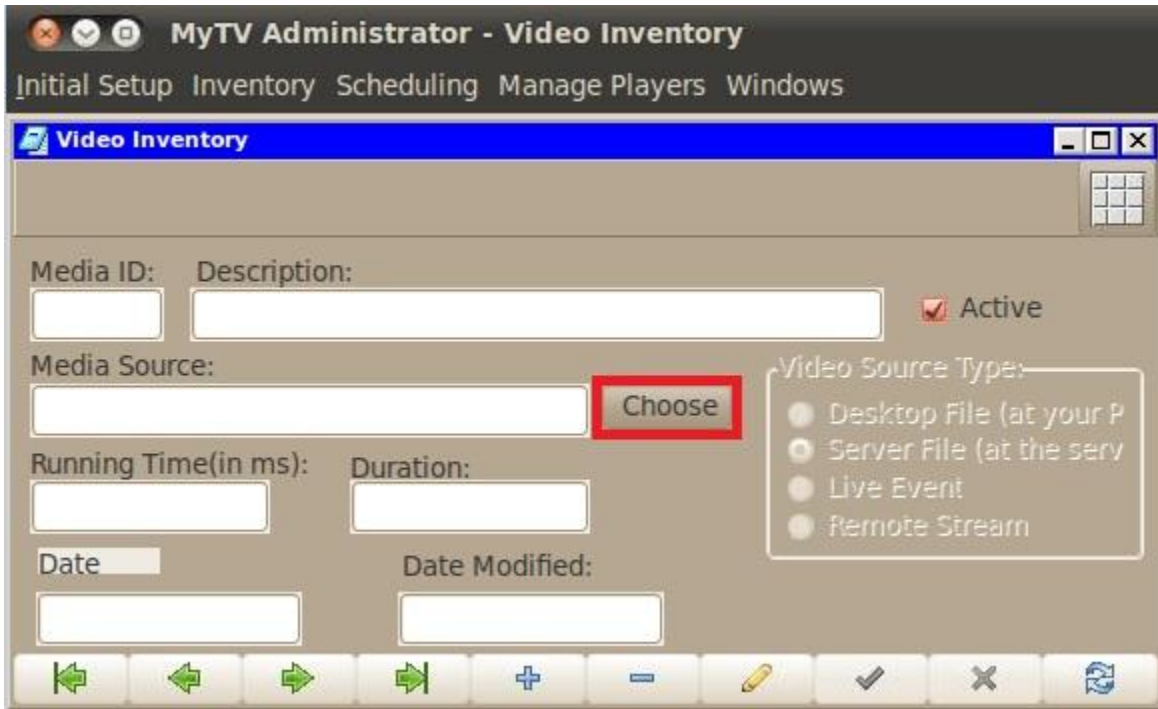 MyTV Administrator - Video Inventory
Initial Setup Inventory Scheduling Manage Players Windows
Video Inventory
Media ID: Description:
Active
Media Source:
Choose
Video Source Type:
Desktop File (at your P
Server File (at the serv
Live Event
Remote Stream
Running Time(in ms): Duration:
Date
Date Modified: